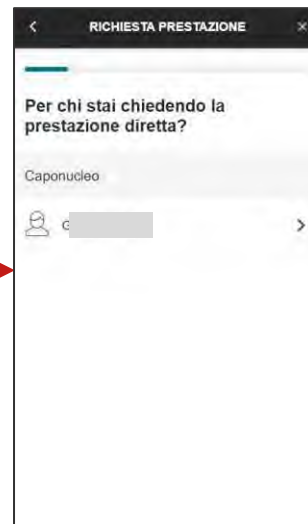 RICHIESTA PRESTAZIONE
Per chi stai chiedendo la
prestazione diretta?
Caponucleo
G